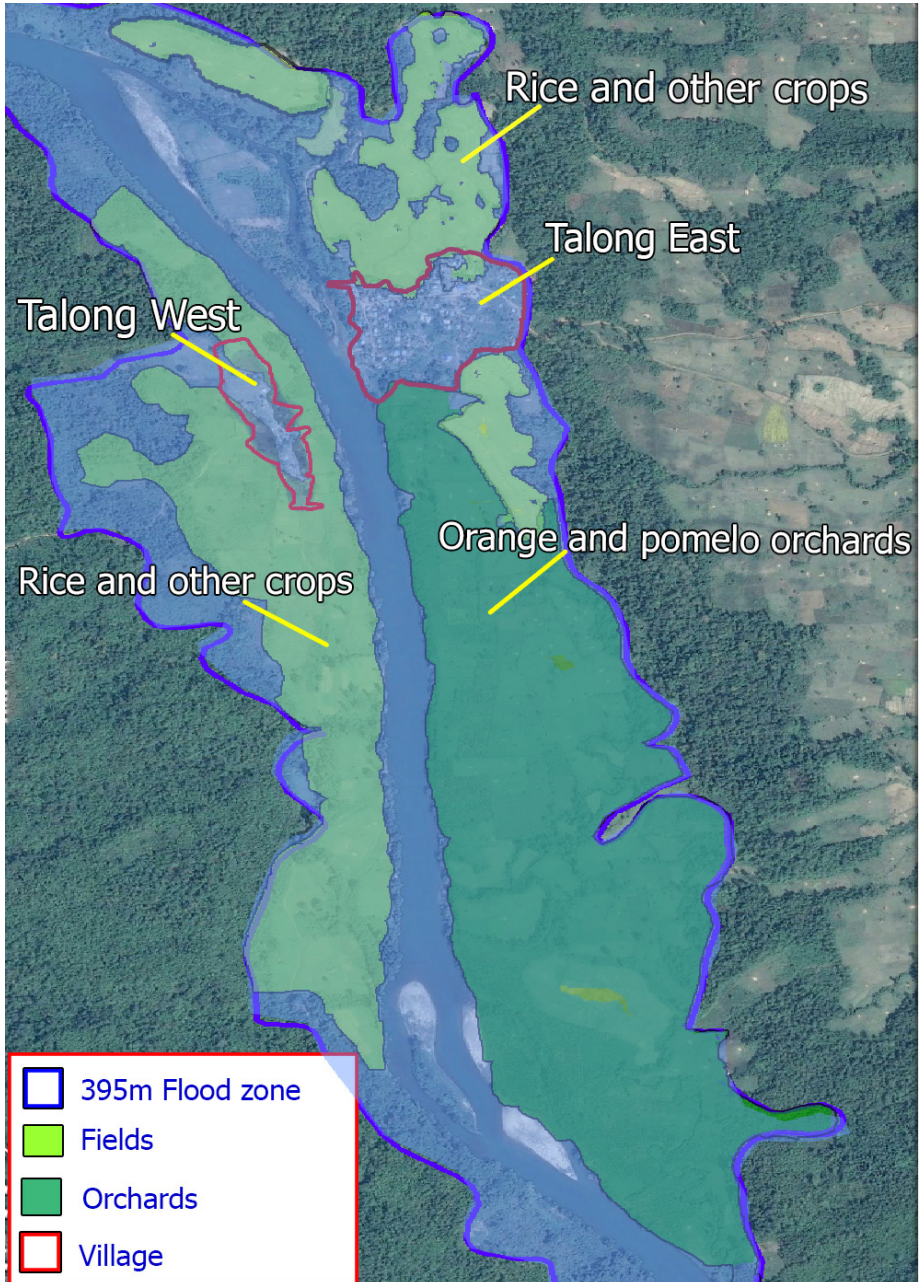 Rice and other crops
Talong East
Talong West
Orange and pomelo orchards
Rice and other crops
395m Flood zone
Fields
Orchards
Village